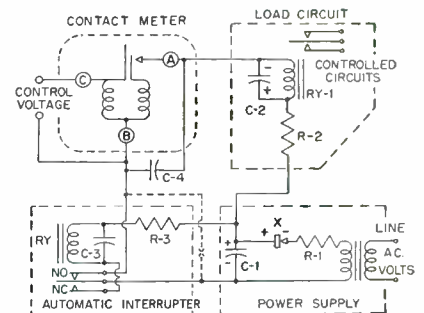 CONTACT METER
LOAD CIRCUIT
A
C
CONTROLLED
CIRCUITS
CONTROL
VOLTAGE
C-2
RY-1
B
R-2
C-4
X
LINE
RY
C-3
R-3
C-1
R-1
A.C.
VOLTS
NO
NC
AUTOMATIC INTERRUPTER
POWER SUPPLY